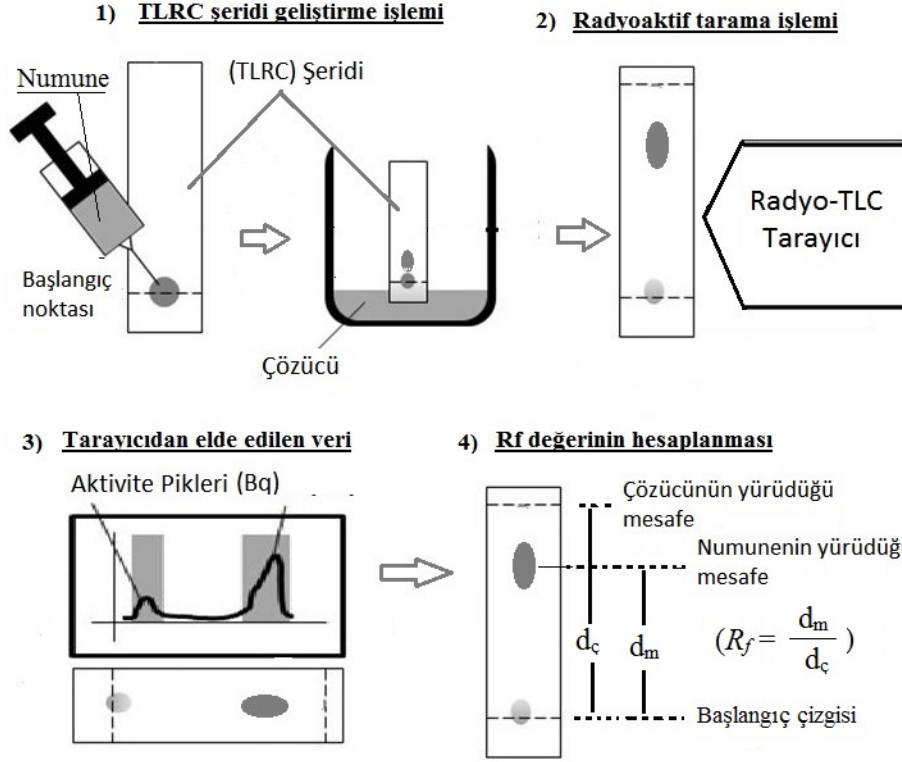 1) TLRC şeridi geliştirme işlemi
Numune
(TLRC) Şeridi
Başlangıç
noktası
Çözücü
2) Radyoaktif tarama işlemi
Radyo-TLC
Tarayıcı
3) Tarayıcıdan elde edilen veri
Aktivite Pikleri (Bq)
4) Rf değerinin hesaplanması
Çözücünün yürüdüğü
mesafe
Numunenin yürüdüğü
mesafe
dç
dm
(Rf = dm / dç)
Başlangıç çizgisi